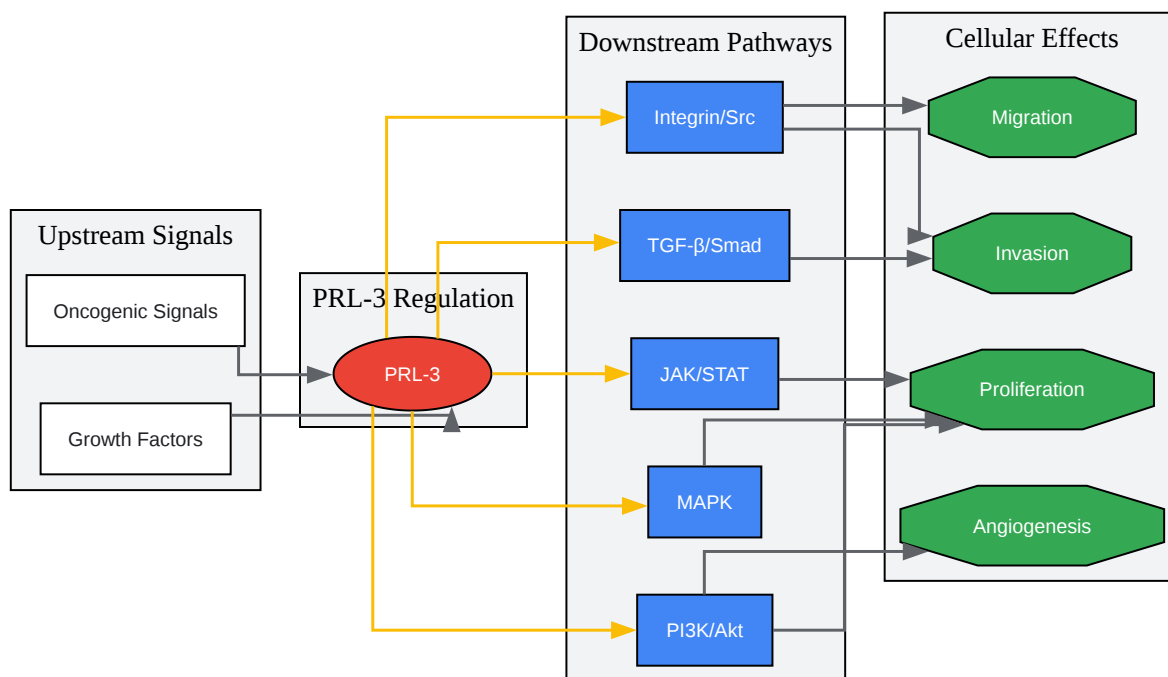 Upstream Signals
Oncogenic Signals
Growth Factors
PRL-3 Regulation
PRL-3
Downstream Pathways
Integrin/Src
TGF-β/Smad
JAK/STAT
MAPK
PI3K/Akt
Cellular Effects
Migration
Invasion
Proliferation
Angiogenesis